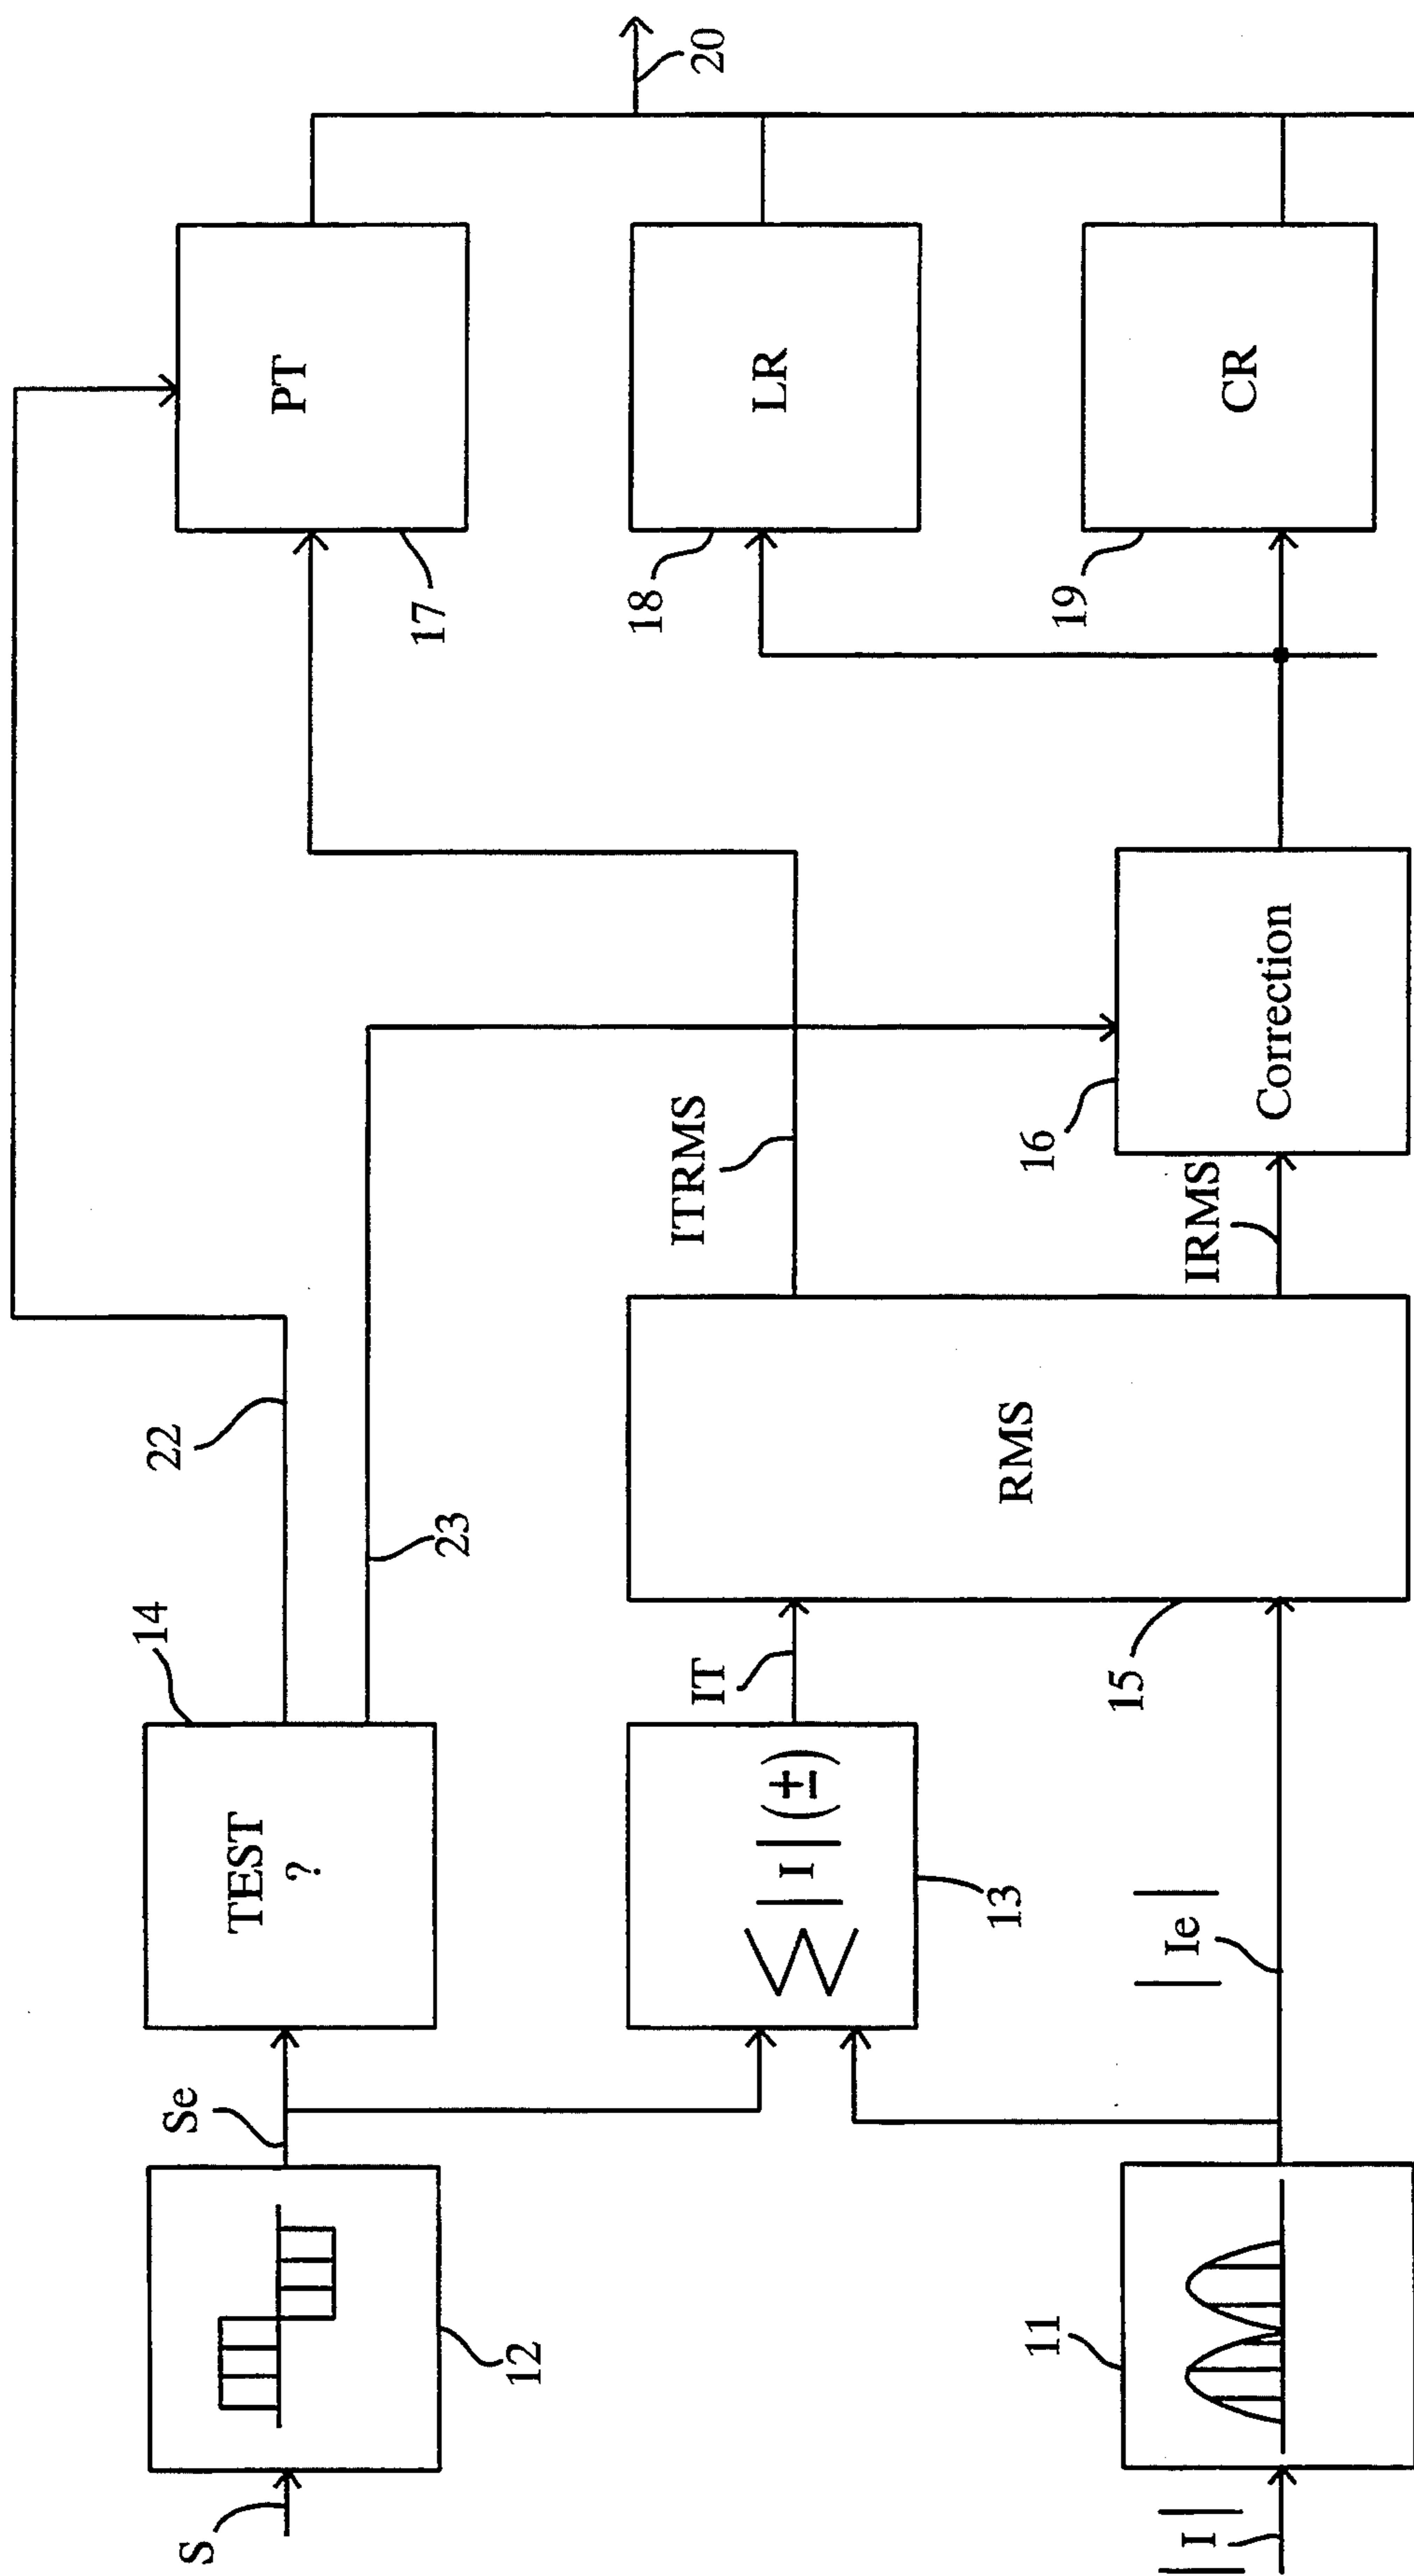 S
12
Se
TEST
?
14
22
23
PT
17
20
Σ | I | (±)
13
IT
RMS
15
ITRMS
LR
18
| I |
11
| Ie |
IRMS
Correction
16
CR
19